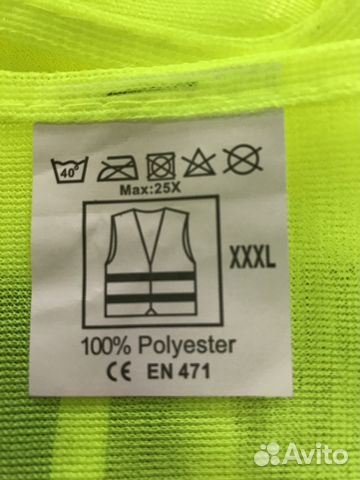 40°
Max:25X
XXXL
100% Polyester
CE EN 471
Avito